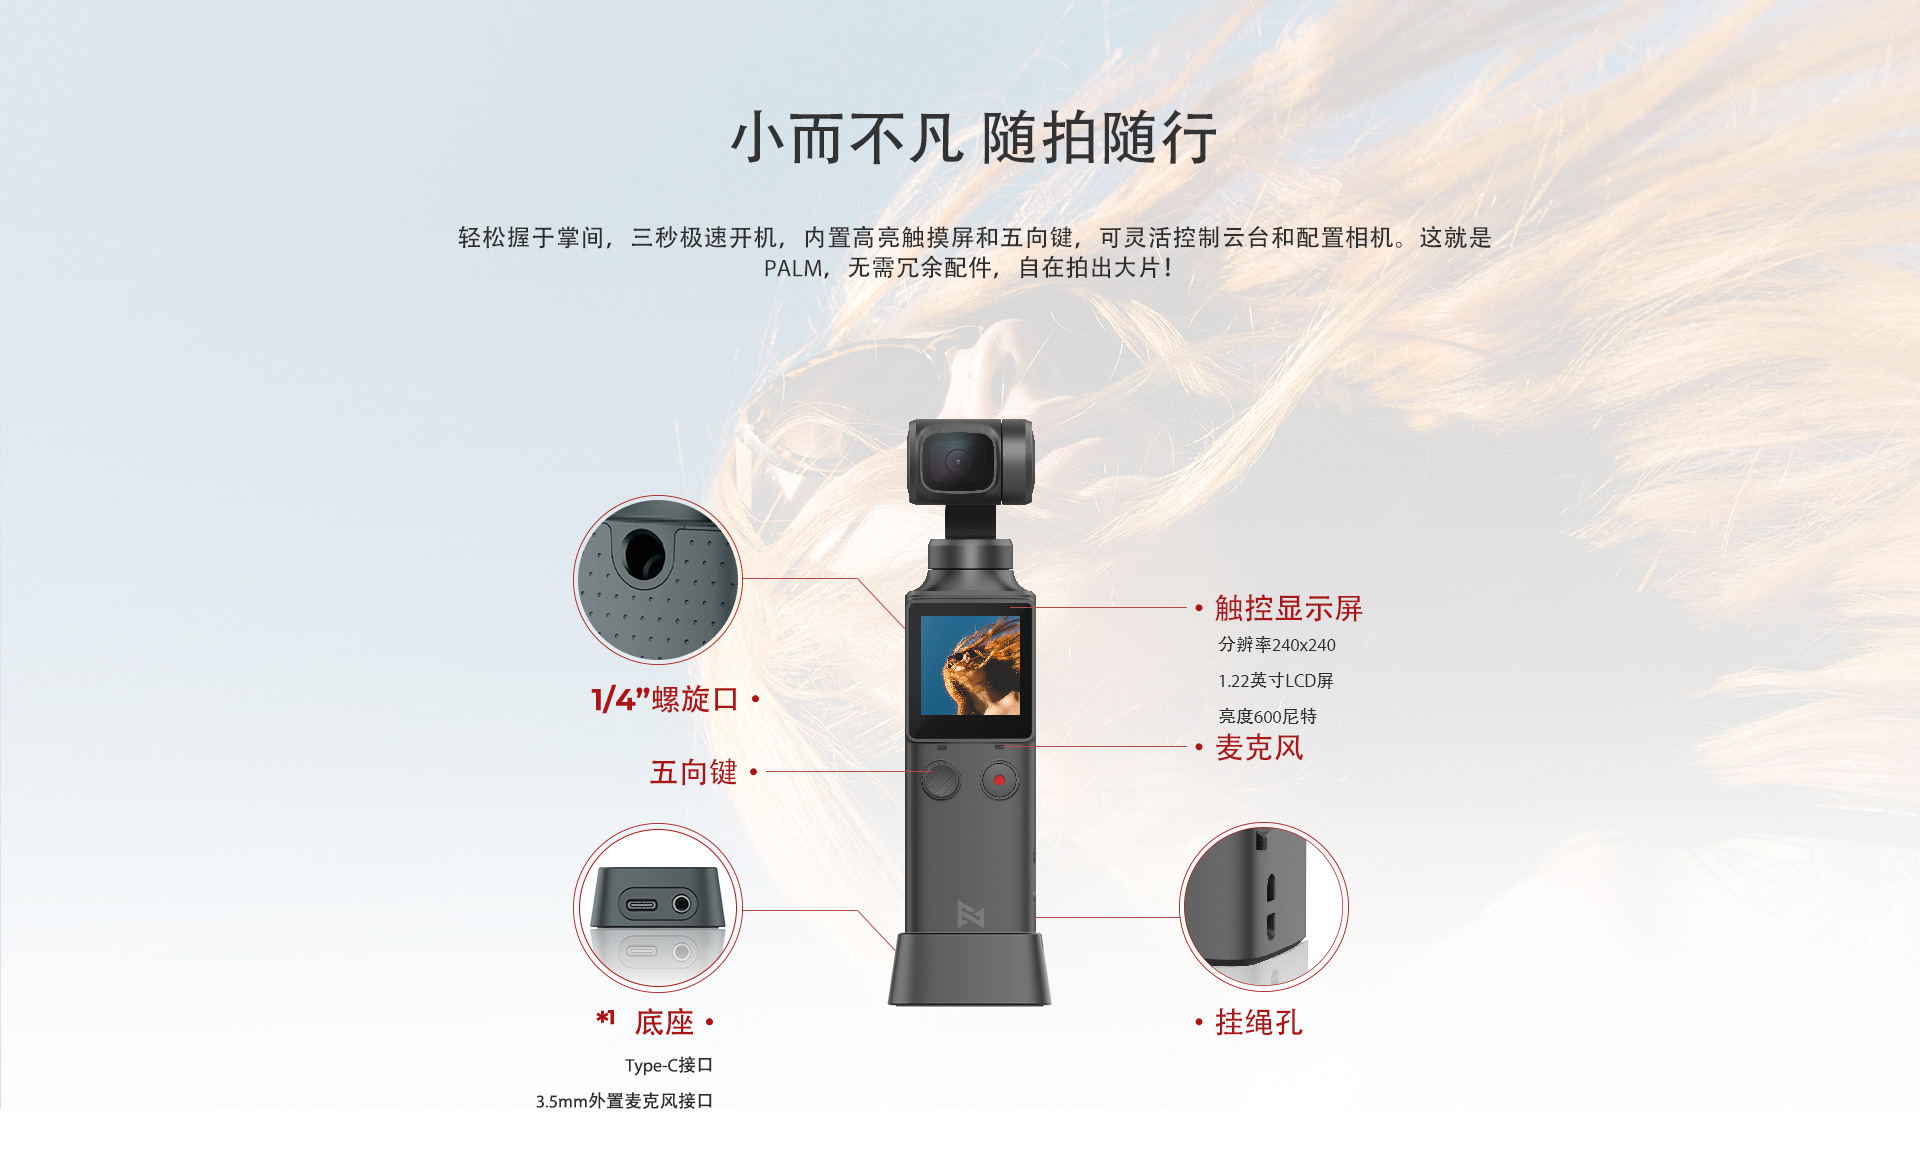 小而不凡 随拍随行
轻松握于掌间，三秒极速开机，内置高亮触摸屏和五向键，可灵活控制云台和配置相机。这就是
PALM，无需冗余配件，自在拍出大片！
1/4”螺旋口
五向键
*1 底座
Type-C接口
3.5mm外置麦克风接口
触控显示屏
分辨率240x240
1.22英寸LCD屏
亮度600尼特
麦克风
挂绳孔